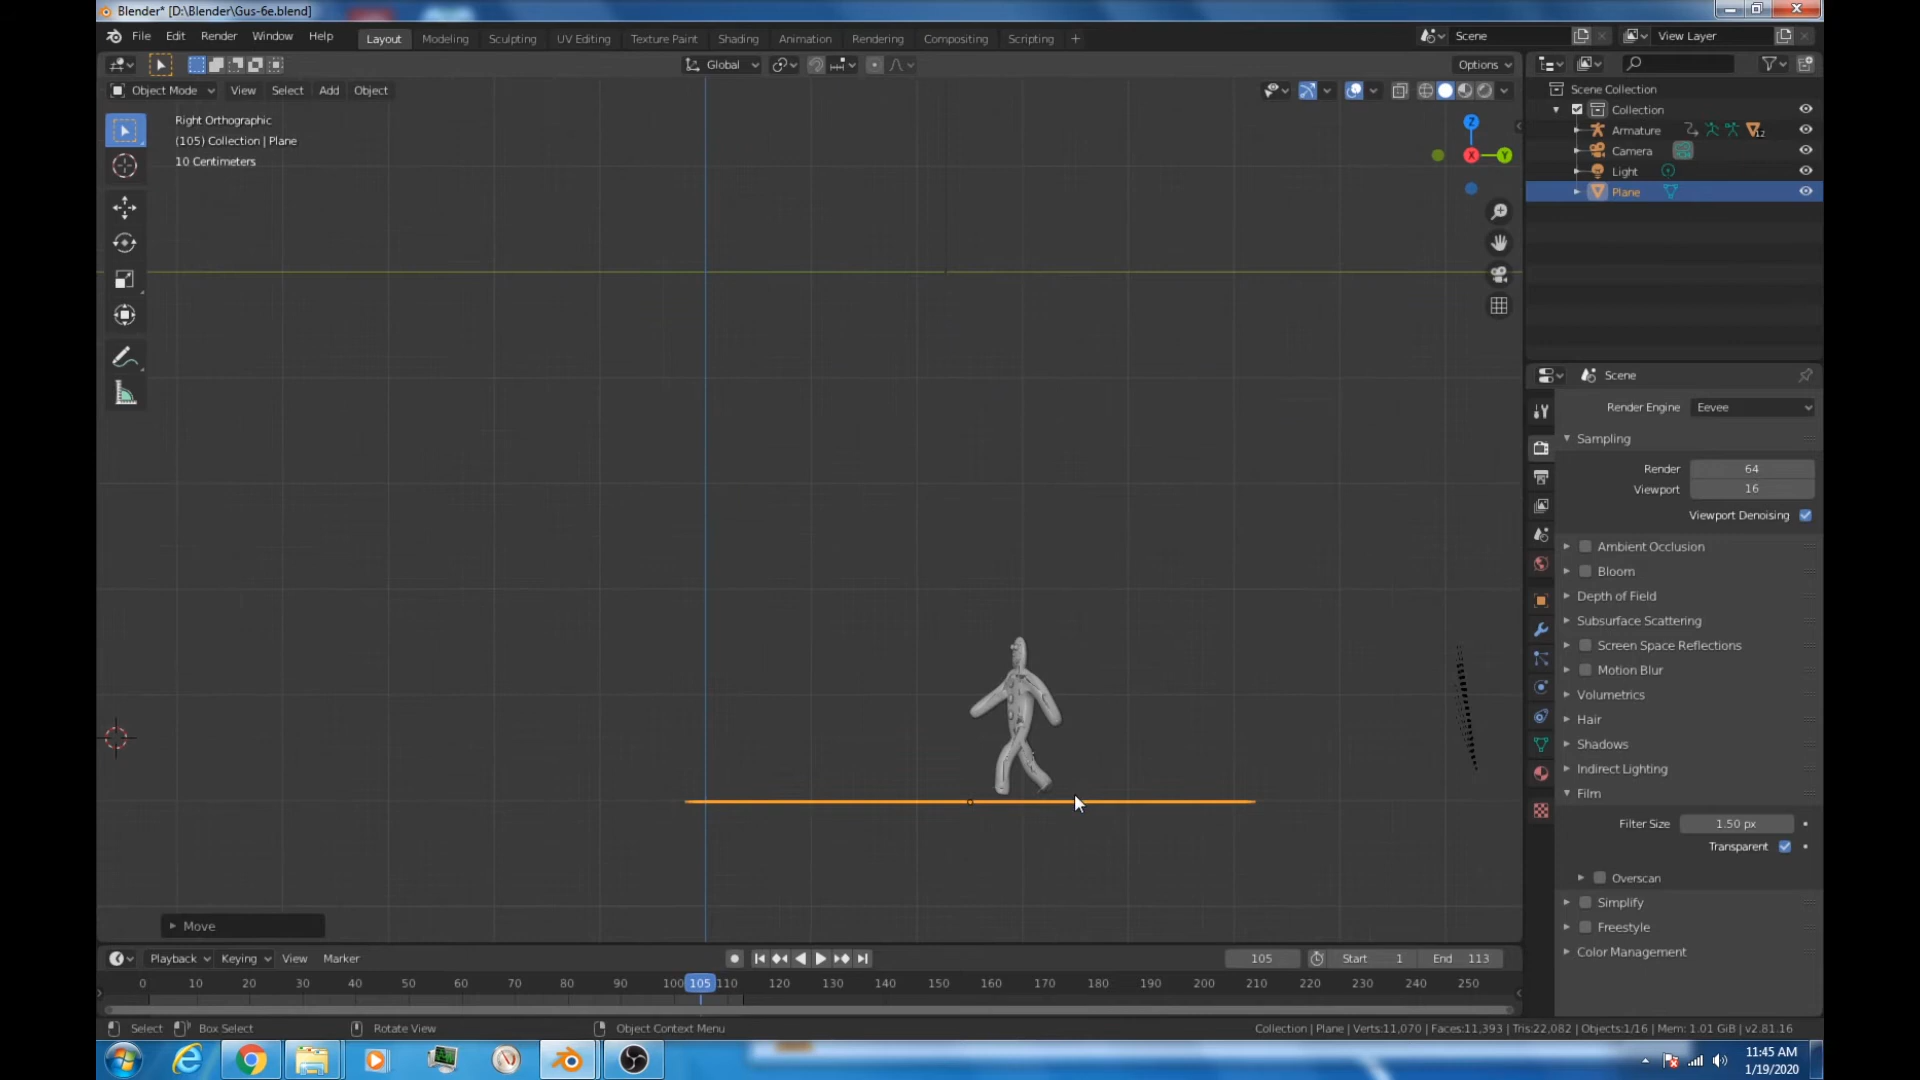 Blender* [D:\Blender\Gus-6e.blend]
File Edit Render Window Help Layout Modeling Sculpting UV Editing Texture Paint Shading Animation Rendering Compositing Scripting + Scene View Layer
Global Options
Object Mode View Select Add Object
Right Orthographic
(105) Collection | Plane
10 Centimeters
Z
X
Y
Scene Collection
Collection
Armature 12
Camera
Light
Plane
Scene
Render Engine Eevee
Sampling
Render 64
Viewport 16
Viewport Denoising
Ambient Occlusion
Bloom
Depth of Field
Subsurface Scattering
Screen Space Reflections
Motion Blur
Volumetrics
Hair
Shadows
Indirect Lighting
Film
Filter Size 1.50 px
Transparent
Overscan
Simplify
Freestyle
Color Management
Move
Playback Keying View Marker 105 Start 1 End 113
0 10 20 30 40 50 60 70 80 90 100 105 110 120 130 140 150 160 170 180 190 200 210 220 230 240 250
Select Box Select Rotate View Object Context Menu Collection | Plane | Verts:11,070 | Faces:11,393 | Tris:22,082 | Objects:1/16 | Mem: 1.01 GiB | v2.81.16
11:45 AM
1/19/2020